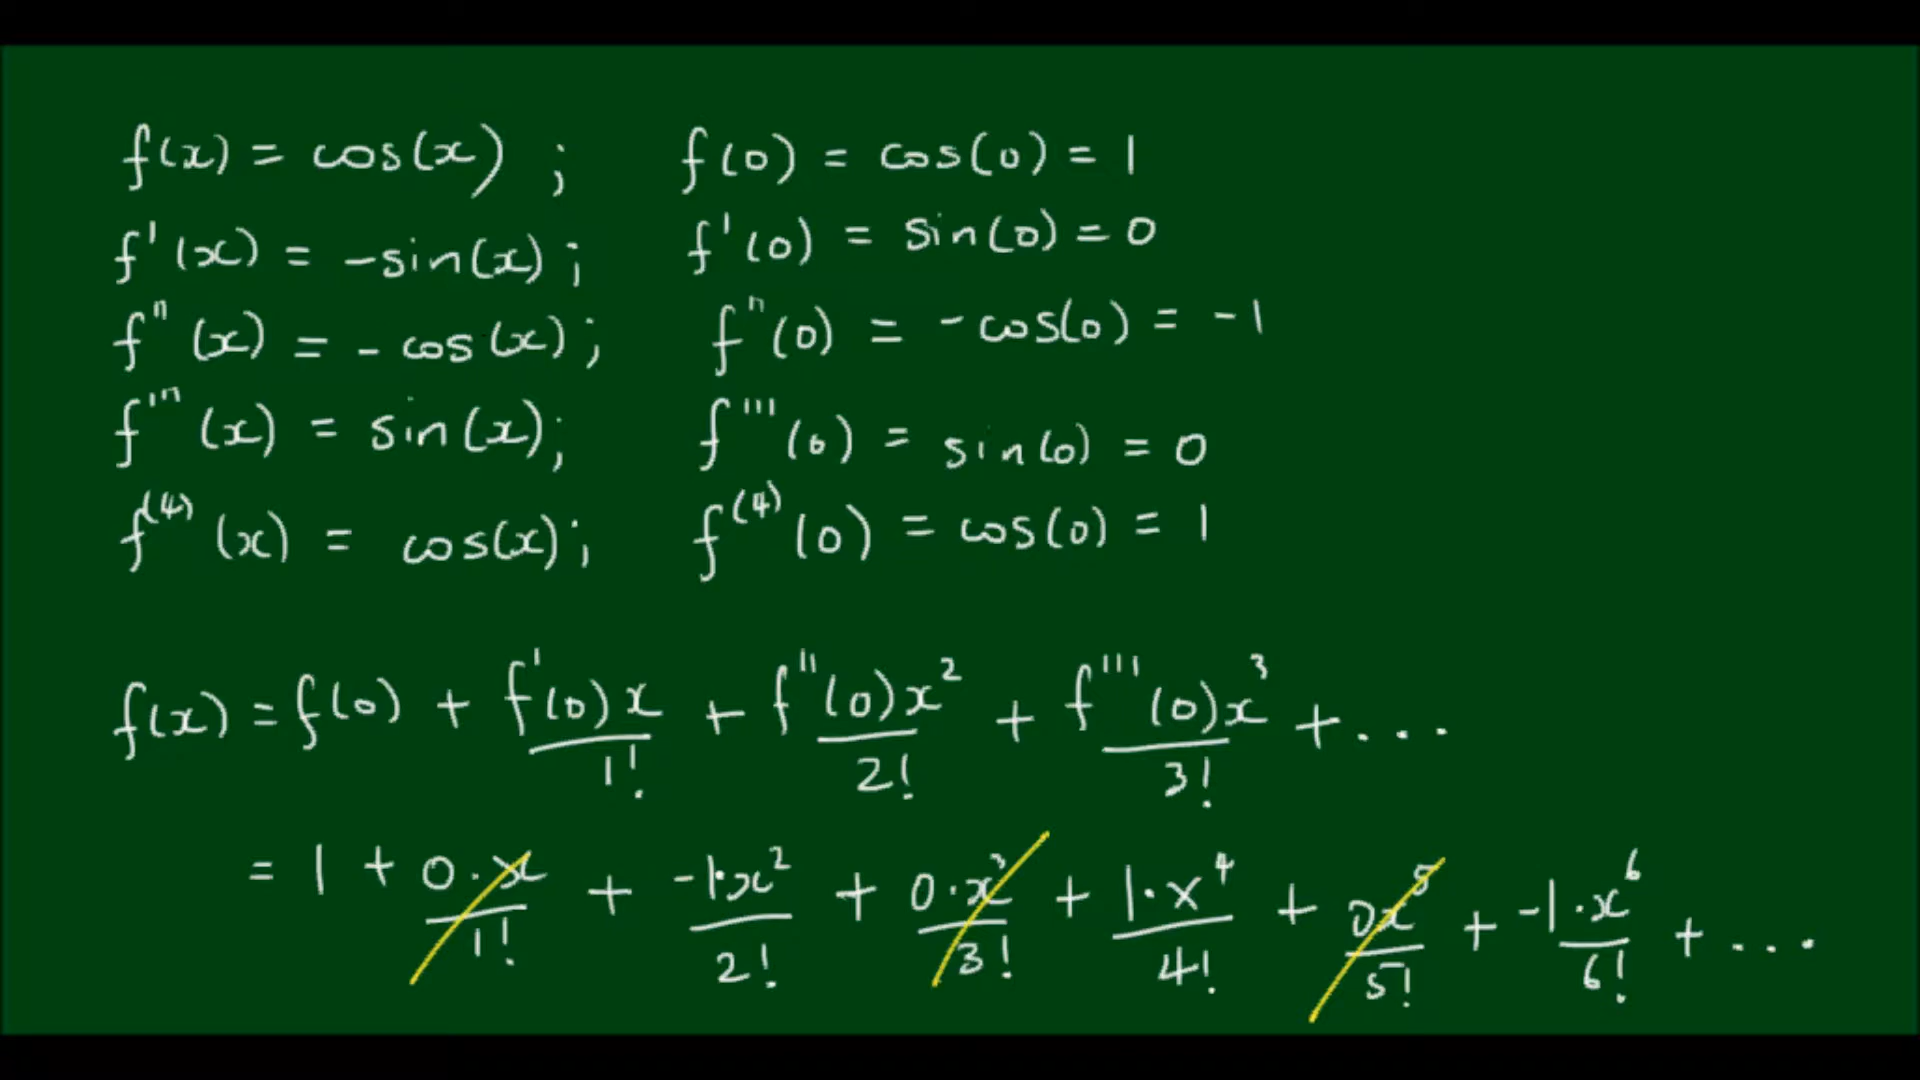 f(x) = cos(x) ; f(0) = cos(0) = 1
f'(x) = -sin(x) ; f'(0) = sin(0) = 0
f''(x) = - cos(x) ; f''(0) = - cos(0) = -1
f'''(x) = sin(x) ; f'''(0) = sin(0) = 0
f⁽⁴⁾(x) = cos(x) ; f⁽⁴⁾(0) = cos(0) = 1
f(x) = f(0) + f'(0)x/1! + f''(0)x²/2! + f'''(0)x³/3! + ...
= 1 + 0·x/1! + -1·x²/2! + 0·x³/3! + 1·x⁴/4! + 0x⁵/5! + -1·x⁶/6! + ...